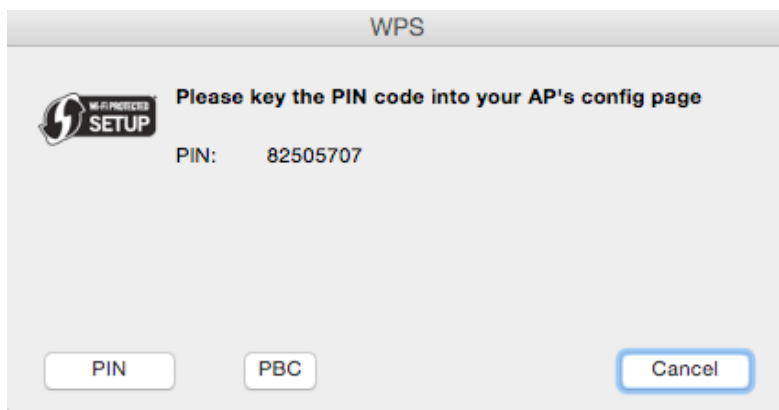 WPS
WI-FI PROTECTED
SETUP
Please key the PIN code into your AP's config page
PIN: 82505707
PIN PBC Cancel